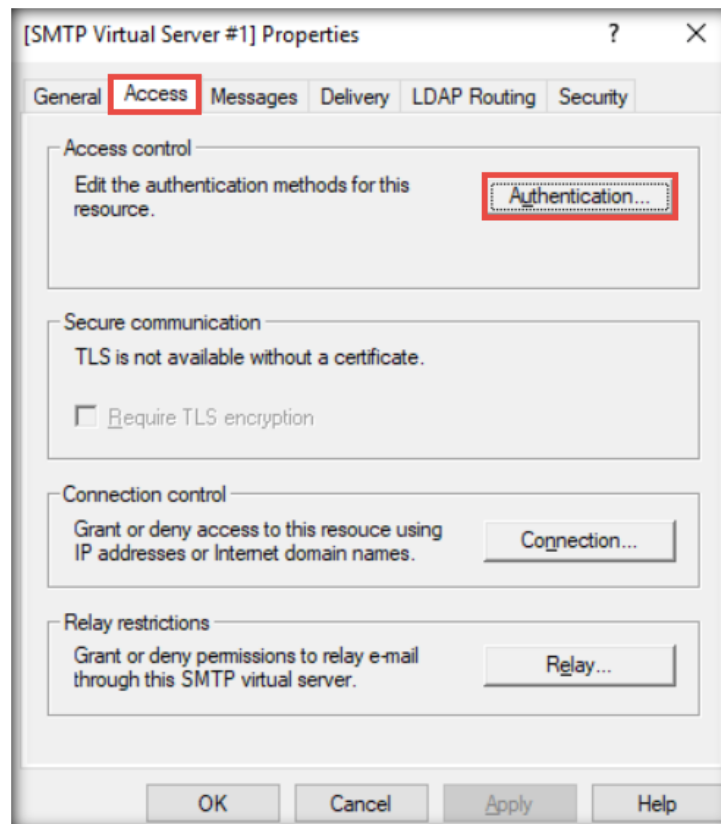 [SMTP Virtual Server #1] Properties ? ×
General Access Messages Delivery LDAP Routing Security
Access control
Edit the authentication methods for this
resource.
Authentication...
Secure communication
TLS is not available without a certificate.
Require TLS encryption
Connection control
Grant or deny access to this resouce using
IP addresses or Internet domain names.
Connection...
Relay restrictions
Grant or deny permissions to relay e-mail
through this SMTP virtual server.
Relay...
OK Cancel Apply Help